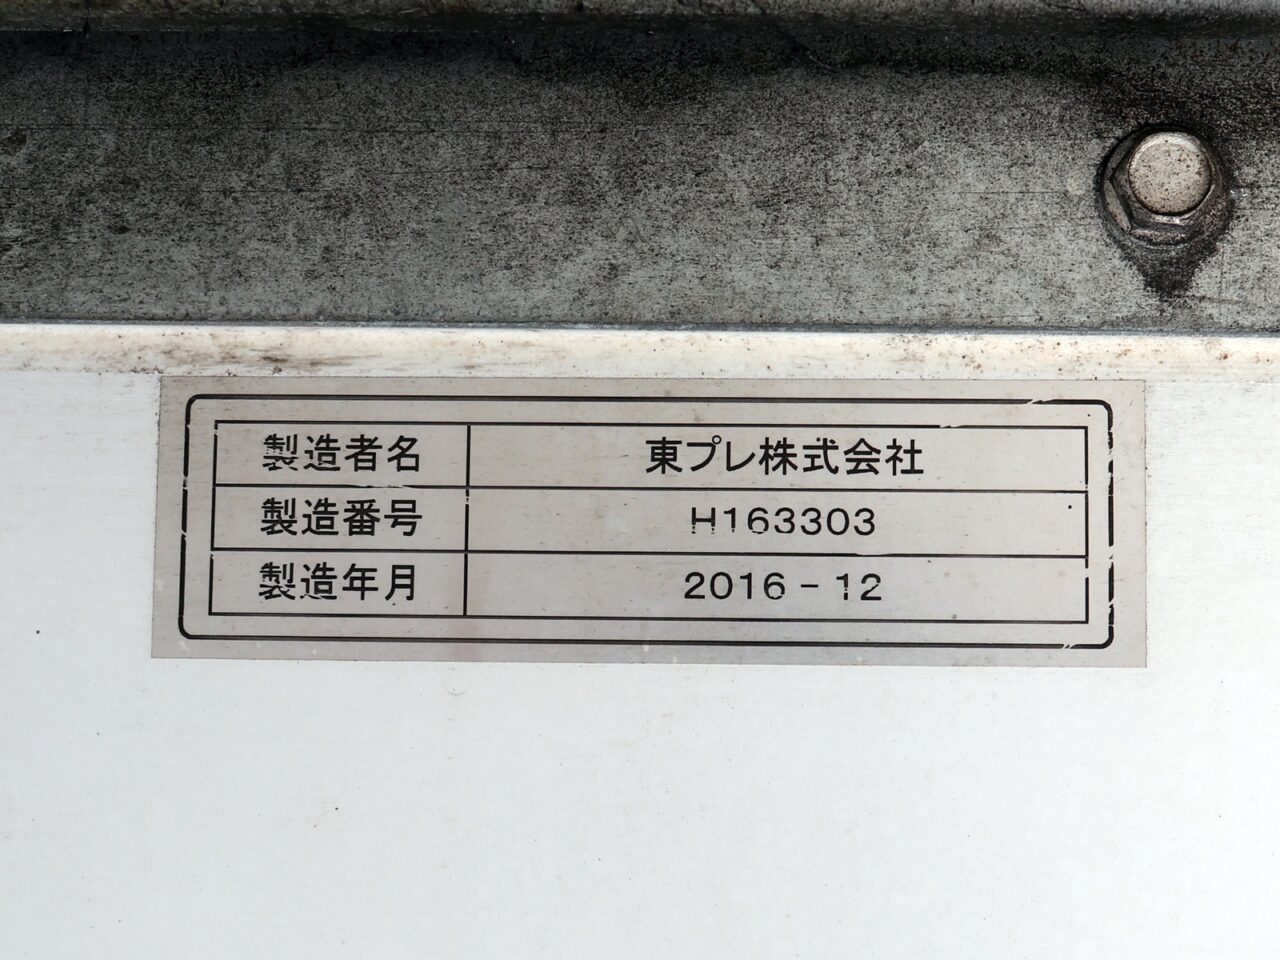 製造者名 東プレ株式会社
製造番号 H163303
製造年月 2016-12